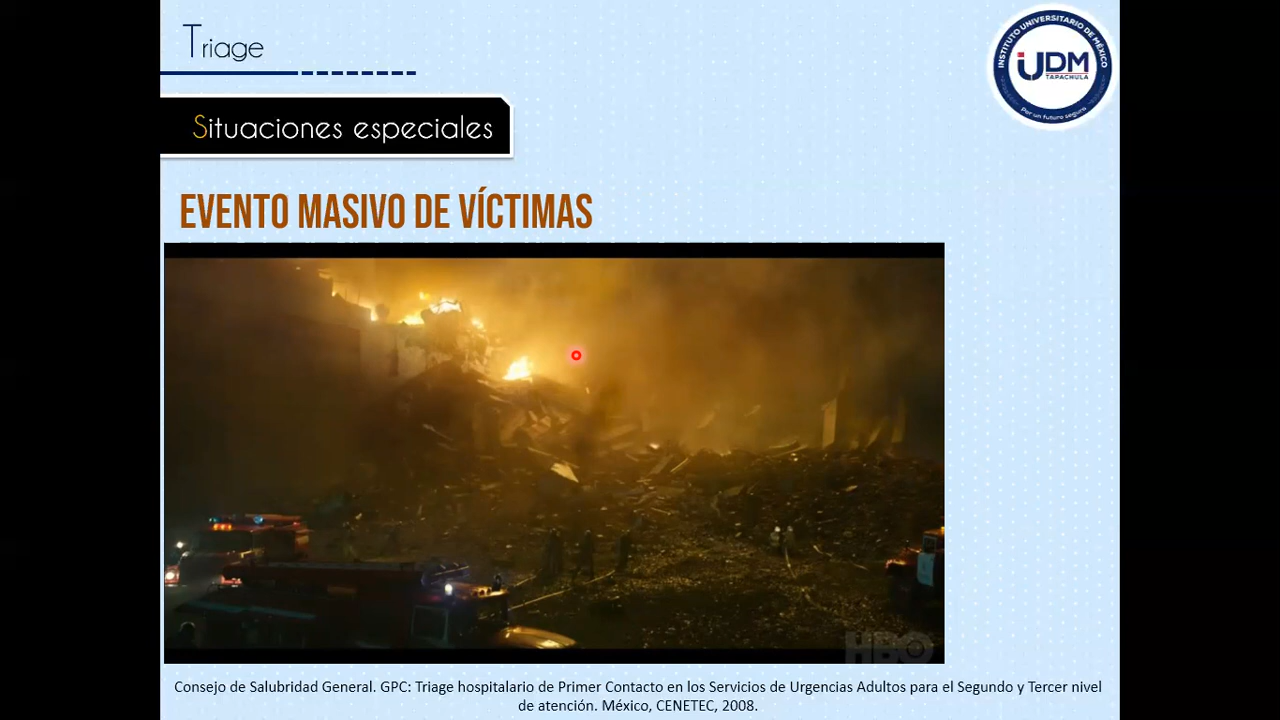 Triage
INSTITUTO UNIVERSITARIO DE MÉXICO
UDM
TAPACHULA
Por un futuro seguro
Situaciones especiales
EVENTO MASIVO DE VÍCTIMAS
HBO
Consejo de Salubridad General. GPC: Triage hospitalario de Primer Contacto en los Servicios de Urgencias Adultos para el Segundo y Tercer nivel
de atención. México, CENETEC, 2008.